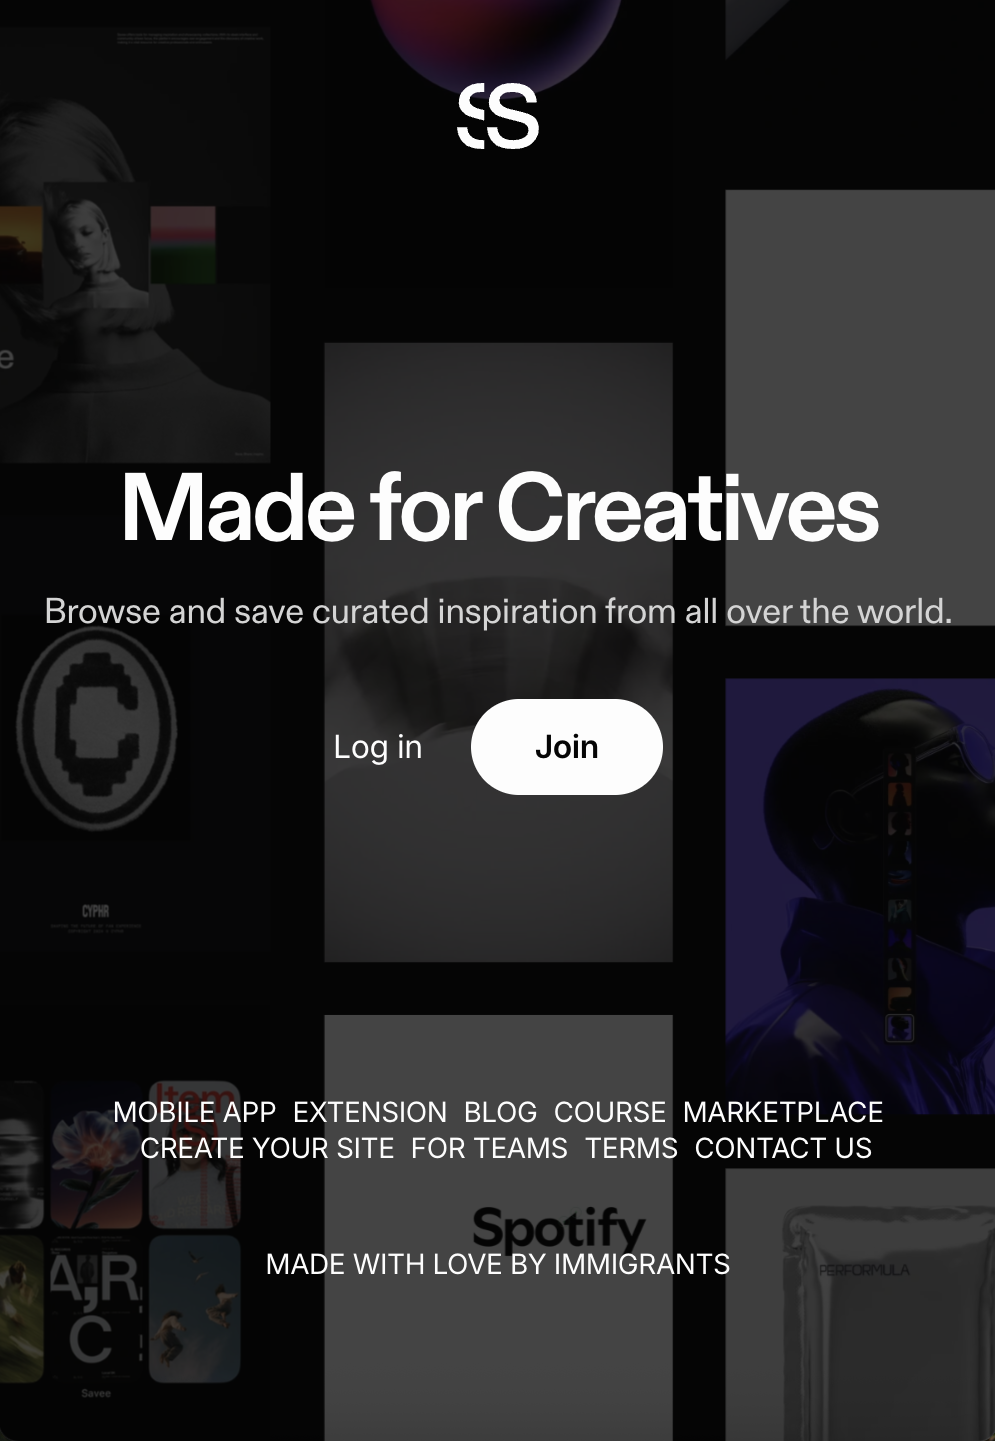 SS
e
Made for Creatives
Browse and save curated inspiration from all over the world.
C
Log in Join
CYPHR
Item
MOBILE APP EXTENSION BLOG COURSE MARKETPLACE
CREATE YOUR SITE FOR TEAMS TERMS CONTACT US
Spotify
MADE WITH LOVE BY IMMIGRANTS
PERFORMULA
A,R
C
Savee